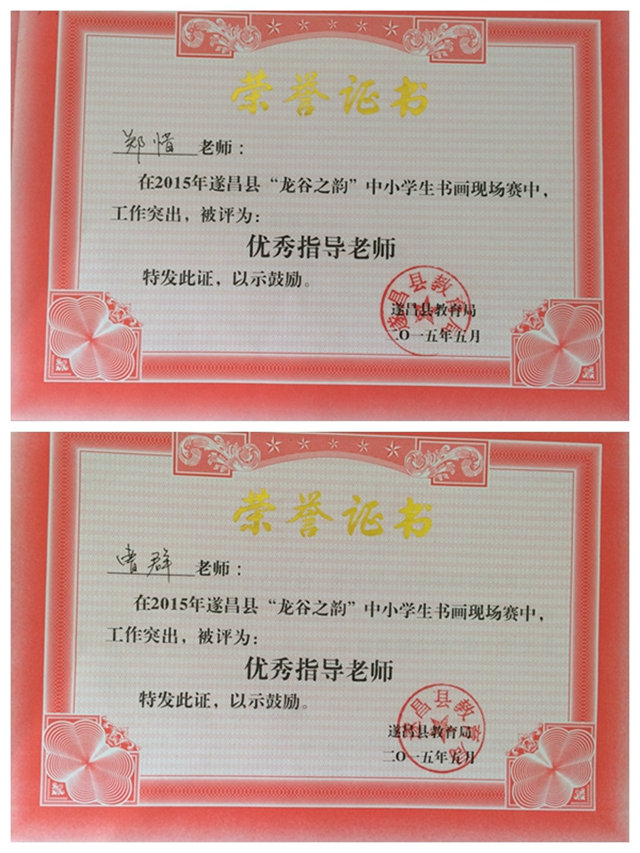 荣誉证书
郑惜 老师：
在2015年遂昌县“龙谷之韵”中小学生书画现场赛中，
工作突出，被评为：
优秀指导老师
特发此证，以示鼓励。
遂昌县教育局
二O一五年五月
荣誉证书
群 老师：
在2015年遂昌县“龙谷之韵”中小学生书画现场赛中，
工作突出，被评为：
优秀指导老师
特发此证，以示鼓励。
遂昌县教育局
二O一五年五月